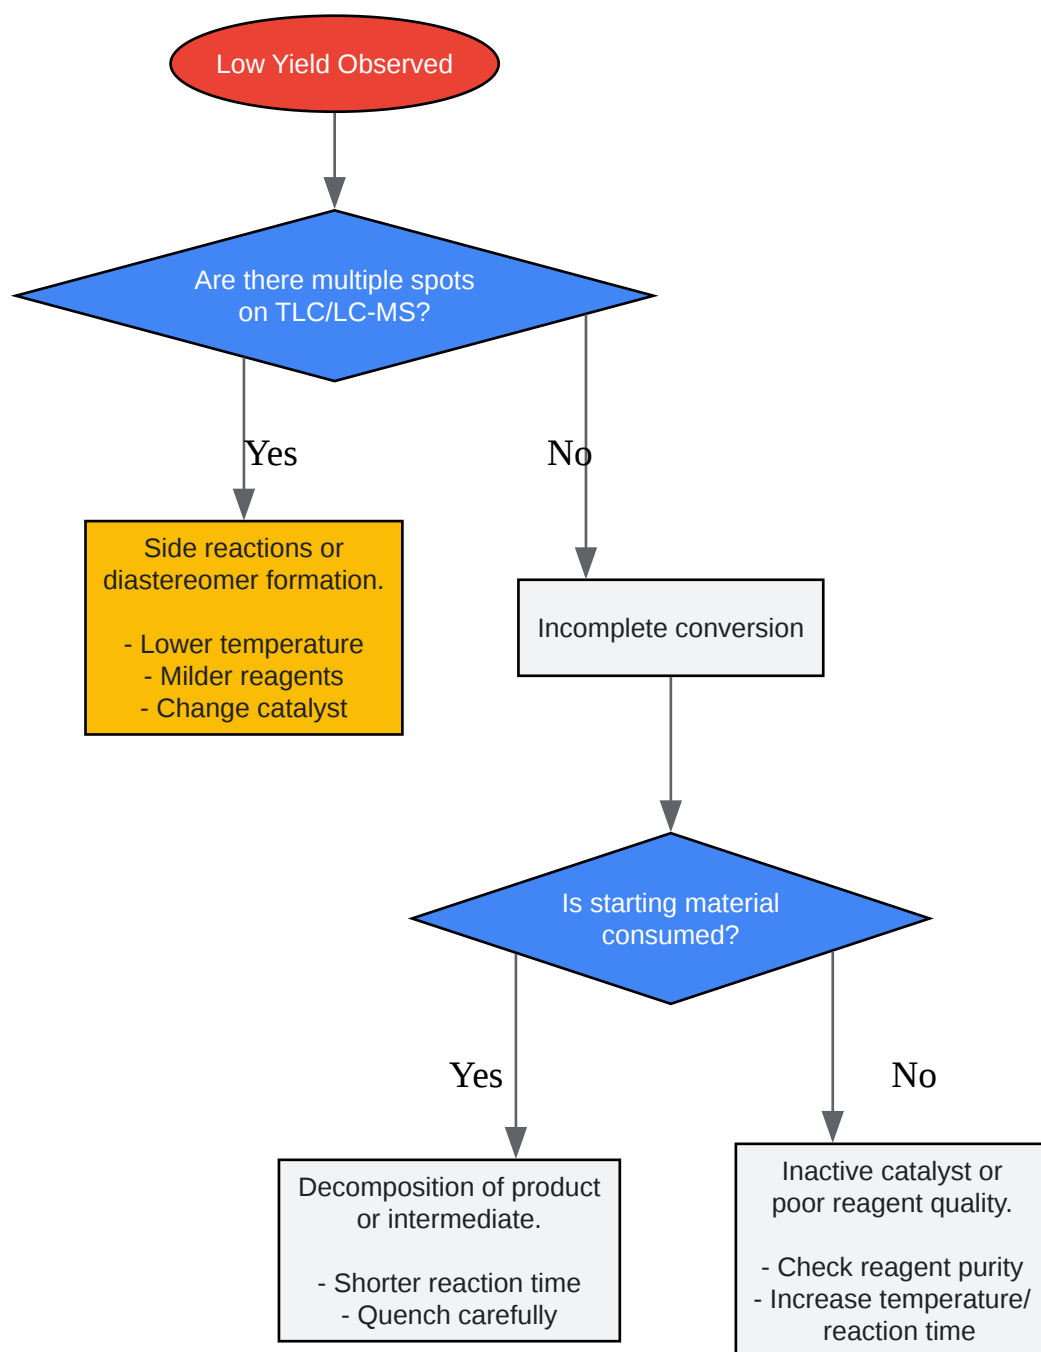 Low Yield Observed
Are there multiple spots
on TLC/LC-MS?
Yes
No
Side reactions or
diastereomer formation.
- Lower temperature
- Milder reagents
- Change catalyst
Incomplete conversion
Is starting material
consumed?
Yes
No
Decomposition of product
or intermediate.
- Shorter reaction time
- Quench carefully
Inactive catalyst or
poor reagent quality.
- Check reagent purity
- Increase temperature/
reaction time